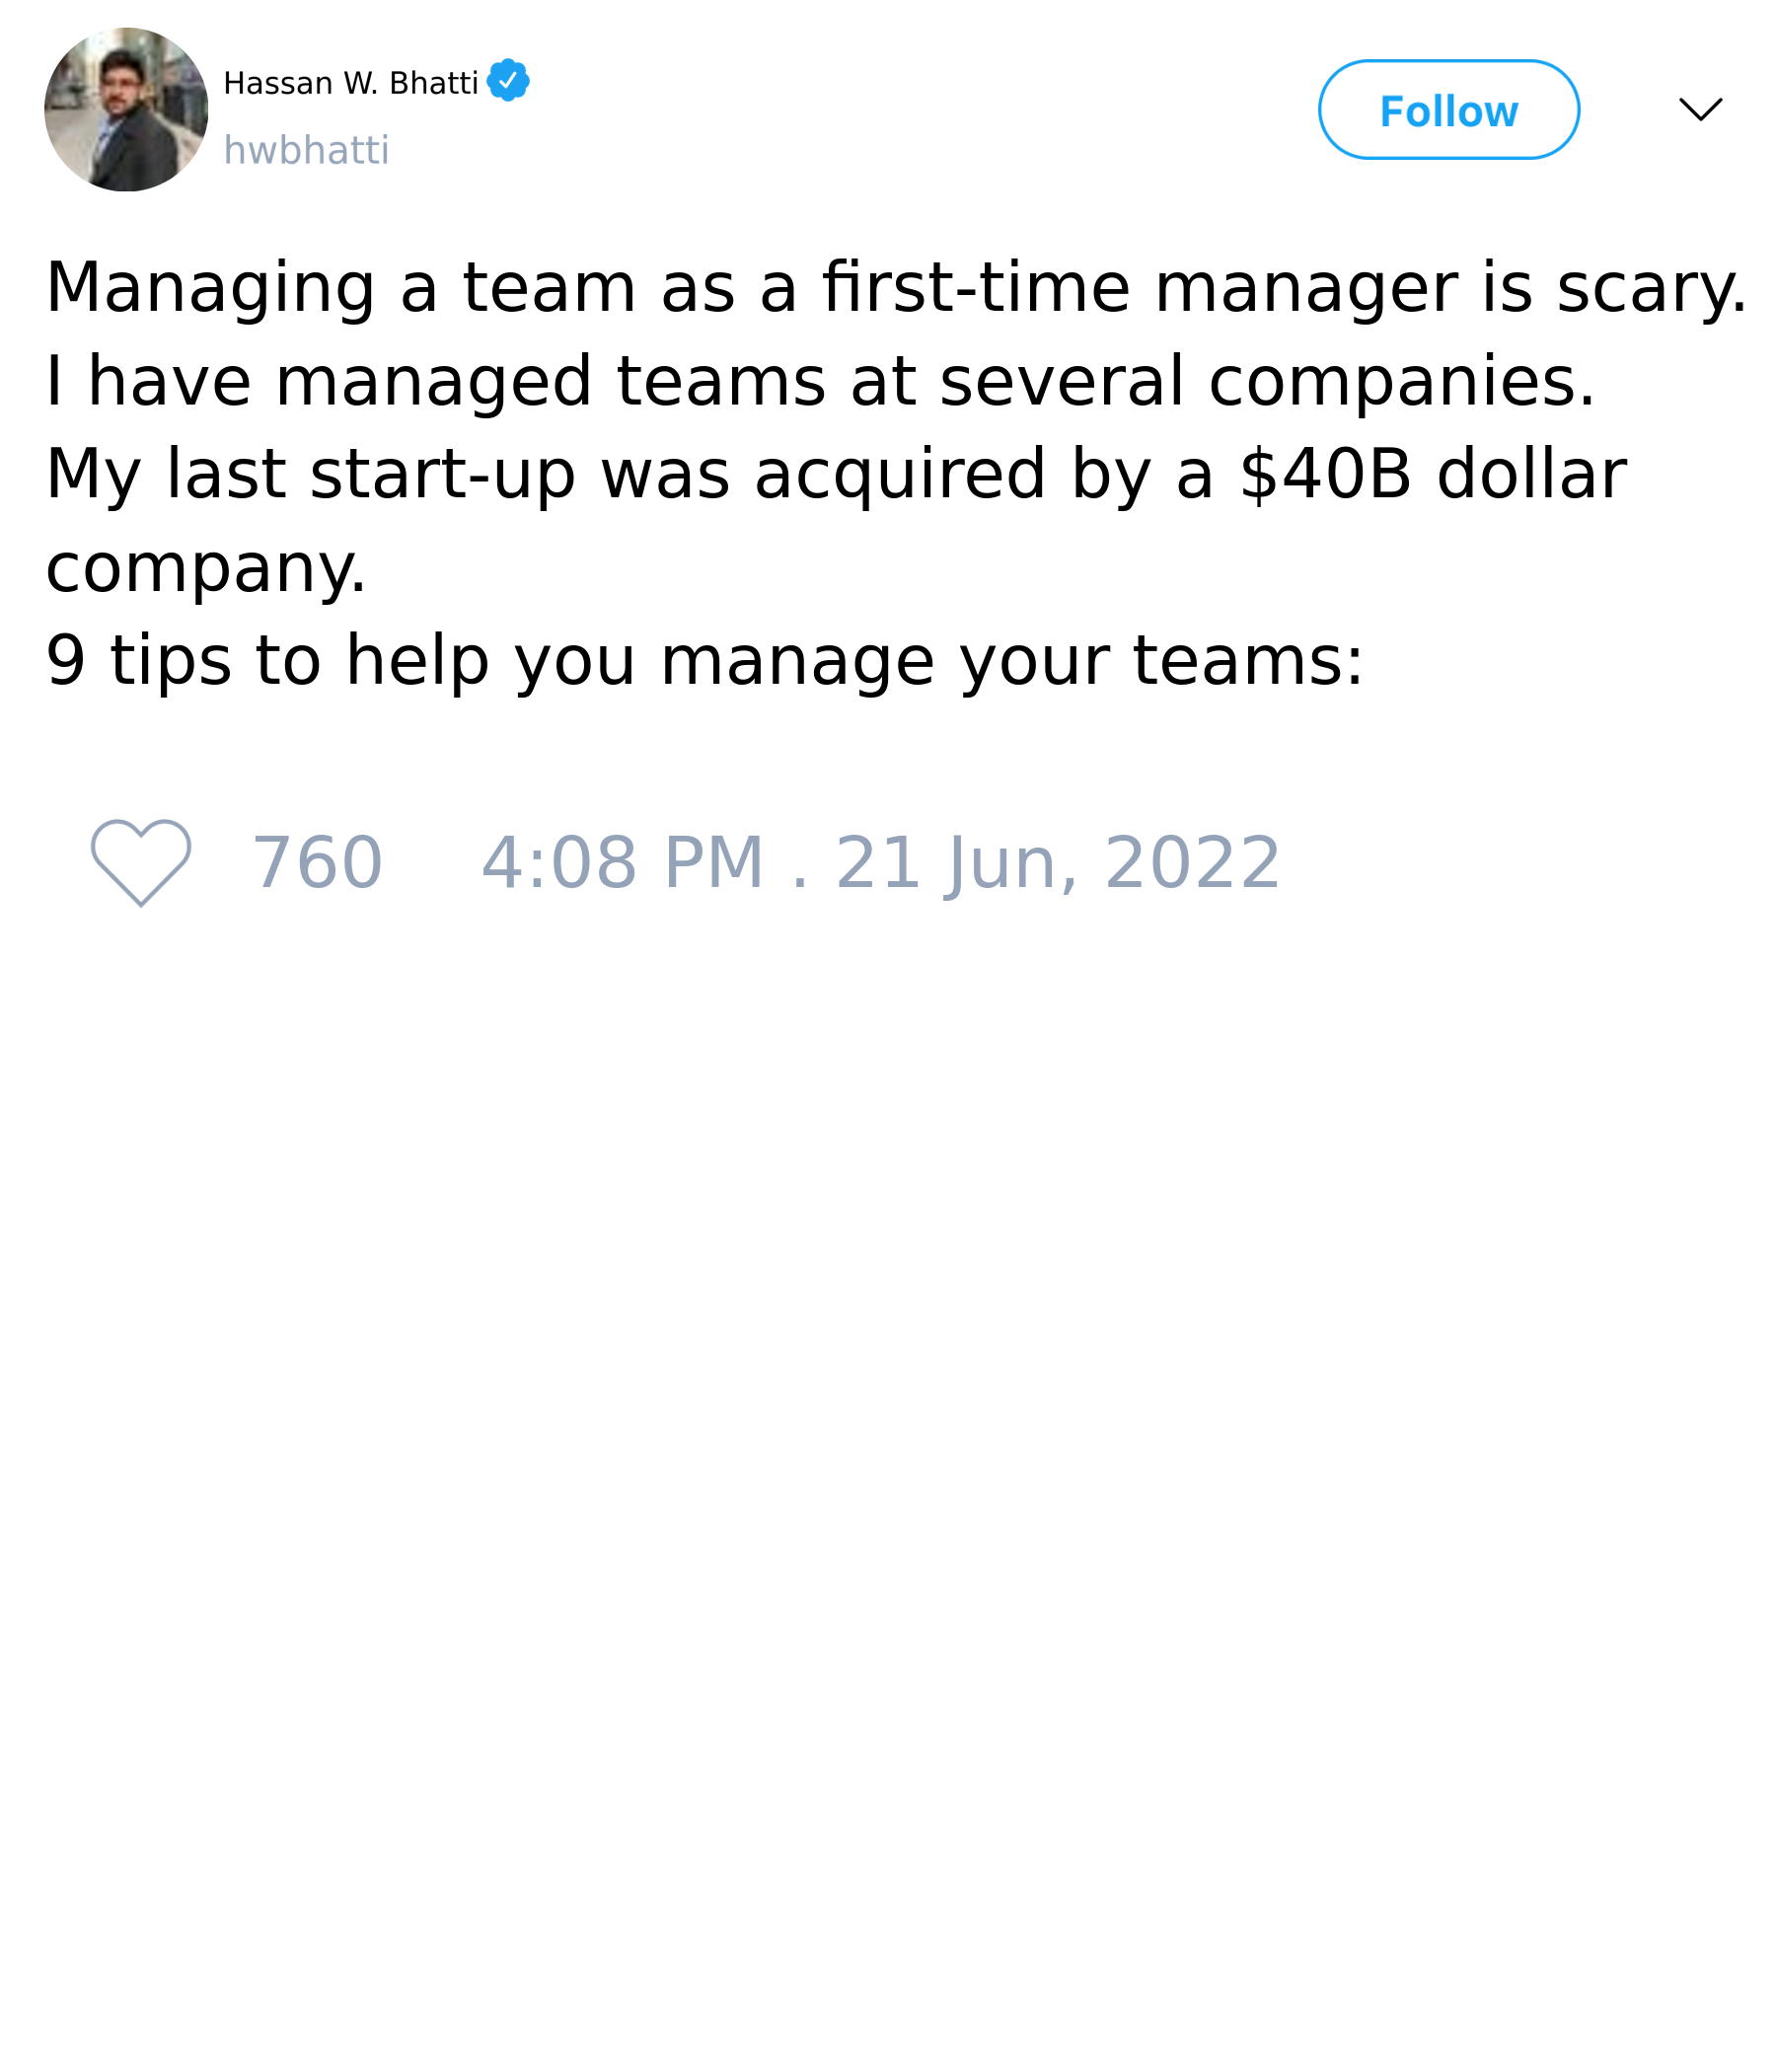 Hassan W. Bhatti
hwbhatti
Follow
Managing a team as a first-time manager is scary.
I have managed teams at several companies.
My last start-up was acquired by a $40B dollar
company.
9 tips to help you manage your teams:
760 4:08 PM . 21 Jun, 2022